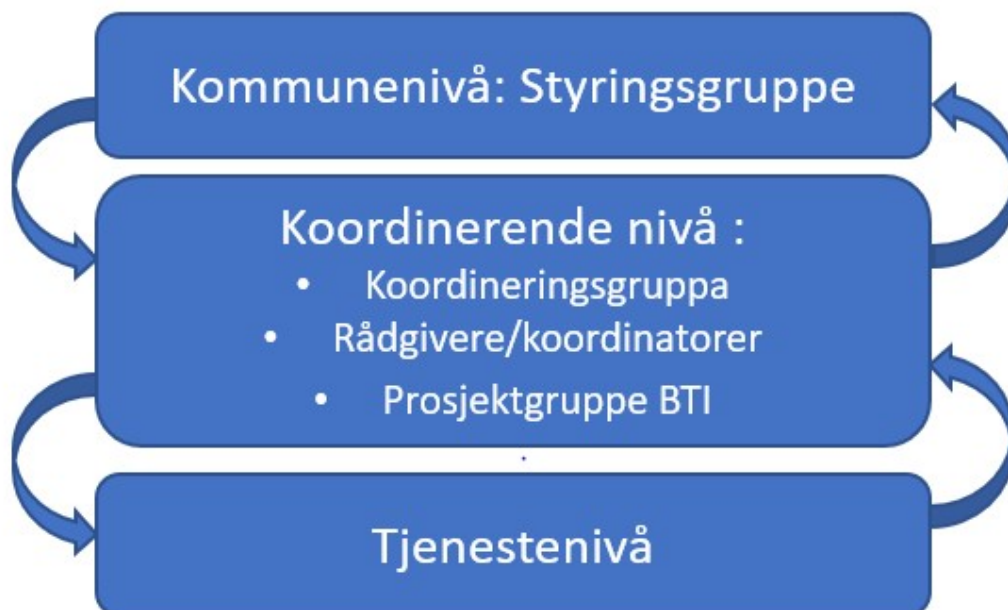 Kommunenivå: Styringsgruppe
Koordinerende nivå :
• Koordineringsgruppa
• Rådgivere/koordinatorer
• Prosjektgruppe BTI
Tjenestenivå